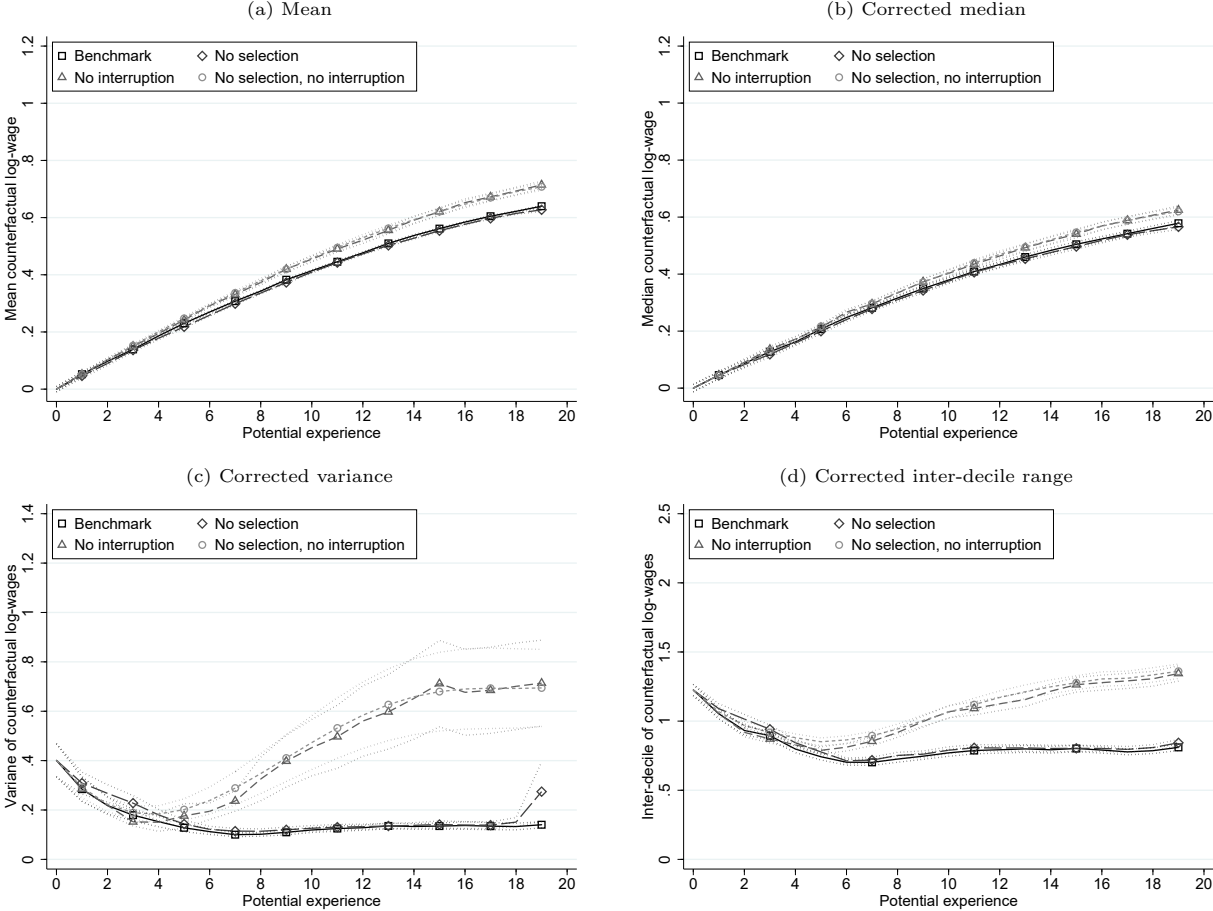 (a) Mean
(b) Corrected median
Mean counterfactual log-wage
0 .2 .4 .6 .8 1 1.2
Benchmark No selection
No interruption No selection, no interruption
0 2 4 6 8 10 12 14 16 18 20
Potential experience
Median counterfactual log-wage
0 .2 .4 .6 .8 1 1.2
Benchmark No selection
No interruption No selection, no interruption
0 2 4 6 8 10 12 14 16 18 20
Potential experience
(c) Corrected variance
(d) Corrected inter-decile range
Variane of counterfactual log-wages
0 .2 .4 .6 .8 1 1.2 1.4
Benchmark No selection
No interruption No selection, no interruption
0 2 4 6 8 10 12 14 16 18 20
Potential experience
Inter-decile of counterfactual log-wages
0 .5 1 1.5 2 2.5
Benchmark No selection
No interruption No selection, no interruption
0 2 4 6 8 10 12 14 16 18 20
Potential experience